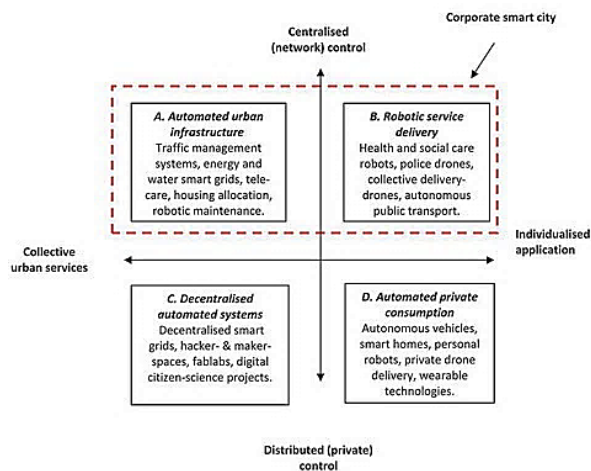 Corporate smart city
Centralised
(network) control
A. Automated urban
infrastructure
Traffic management
systems, energy and
water smart grids, tele-
care, housing allocation,
robotic maintenance.
B. Robotic service
delivery
Health and social care
robots, police drones,
collective delivery-
drones, autonomous
public transport.
Collective
urban services
Individualised
application
C. Decentralised
automated systems
Decentralised smart
grids, hacker- & maker-
spaces, fablabs, digital
citizen-science projects.
D. Automated private
consumption
Autonomous vehicles,
smart homes, personal
robots, private drone
delivery, wearable
technologies.
Distributed (private)
control